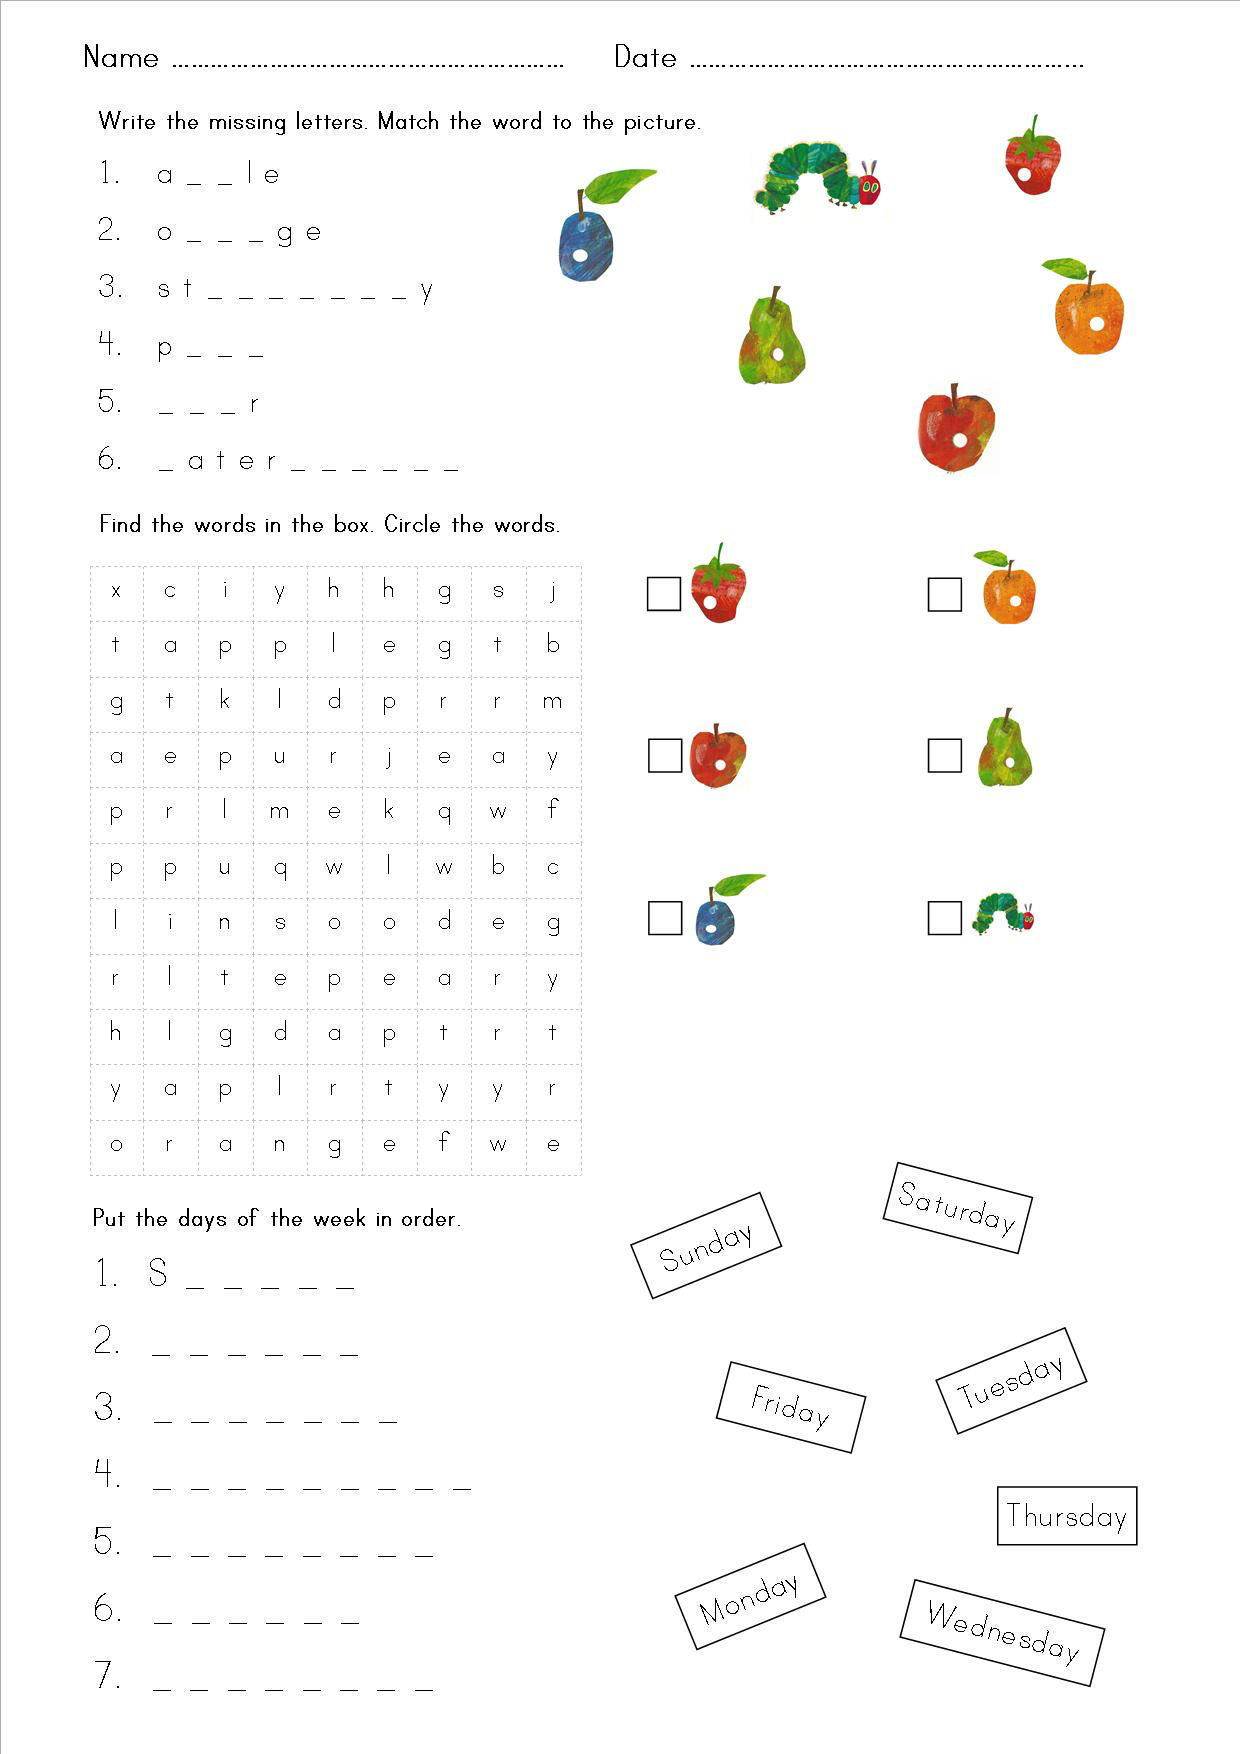 Name ........................................................ Date ........................................................
Write the missing letters. Match the word to the picture.
1. a _ _ l e
2. o _ _ _ g e
3. s t _ _ _ _ _ _ _ y
4. p _ _ _
5. _ _ _ r
6. _ a t e r _ _ _ _ _ _
Find the words in the box. Circle the words.
x c i y h h g s j
t a p p l e g t b
g t k l d p r r m
a e p u r j e a y
p r l m e k q w f
p p u q w l w b c
l i n s o o d e g
r l t e p e a r y
h l g d a p t r t
y a p l r t y y r
o r a n g e f w e
Put the days of the week in order.
1. S _ _ _ _ _
2. _ _ _ _ _ _
3. _ _ _ _ _ _ _
4. _ _ _ _ _ _ _ _ _
5. _ _ _ _ _ _ _ _
6. _ _ _ _ _ _
7. _ _ _ _ _ _ _ _
Sunday
Saturday
Friday
Tuesday
Thursday
Monday
Wednesday